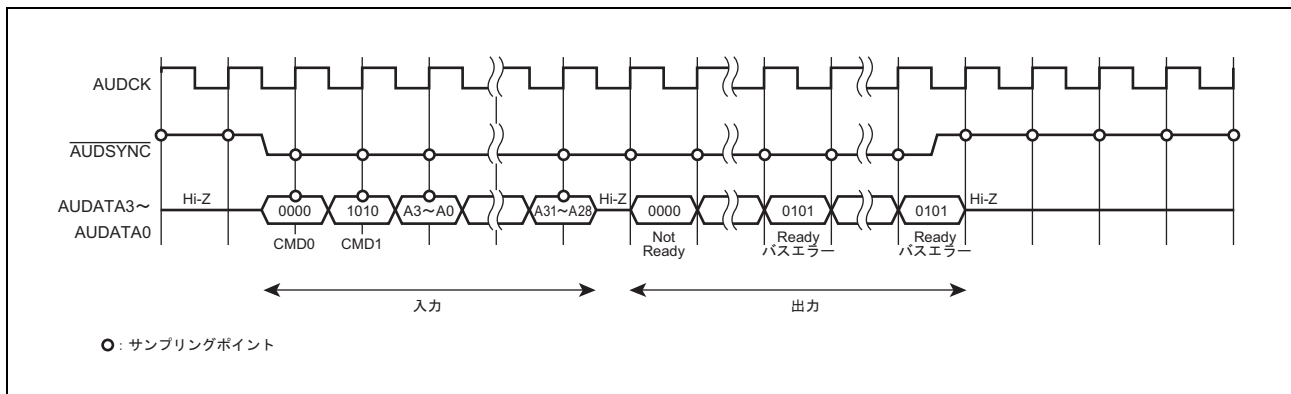 AUDCK
AUDSYNC
AUDATA3~
AUDATA0
Hi-Z
0000
1010
A3~A0
A31~A28
Hi-Z
0000
0101
0101
Hi-Z
CMD0
CMD1
Not
Ready
Ready
バスエラー
Ready
バスエラー
入力
出力
: サンプリングポイント